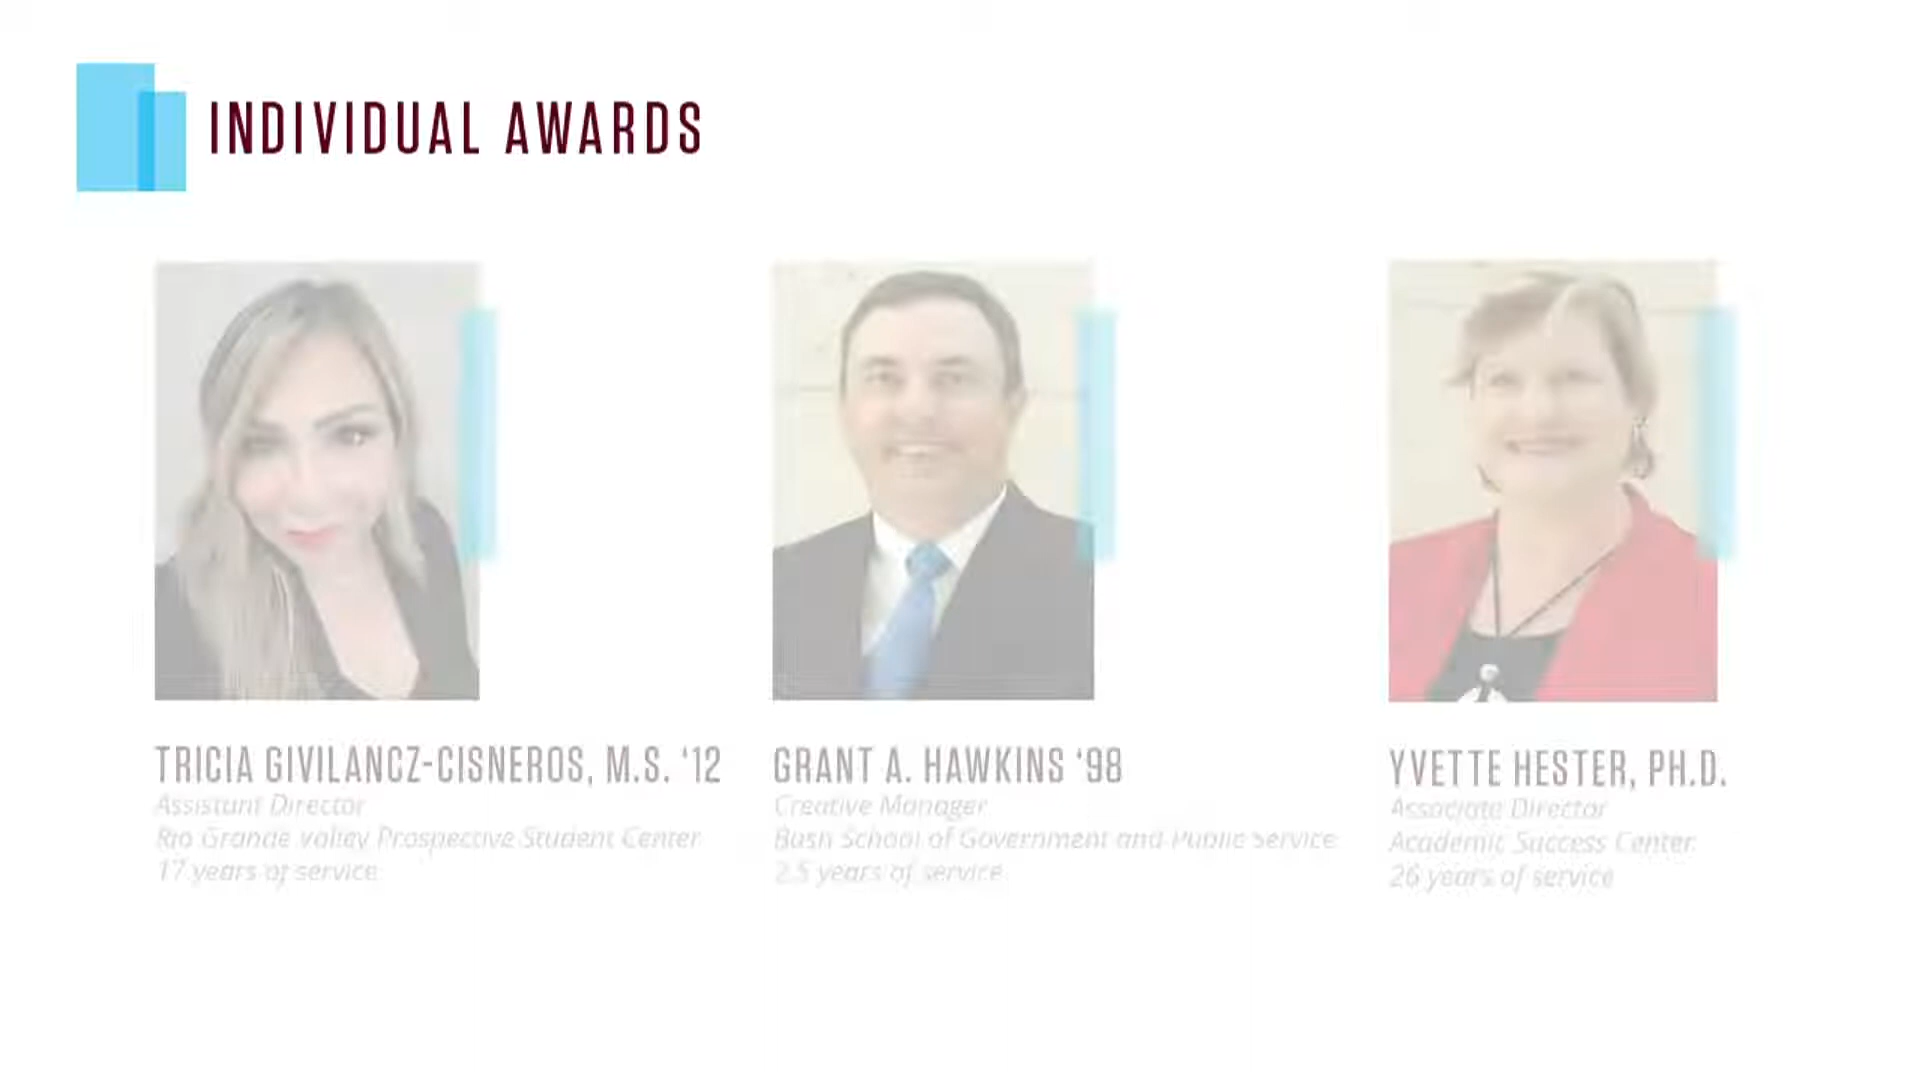 INDIVIDUAL AWARDS
TRICIA GIVILANCZ-CISNEROS, M.S. ‘12
Assistant Director
Rio Grande Valley Prospective Student Center
17 years of service
GRANT A. HAWKINS ‘98
Creative Manager
Bush School of Government and Public Service
2.5 years of service
YVETTE HESTER, PH.D.
Associate Director
Academic Success Center
26 years of service